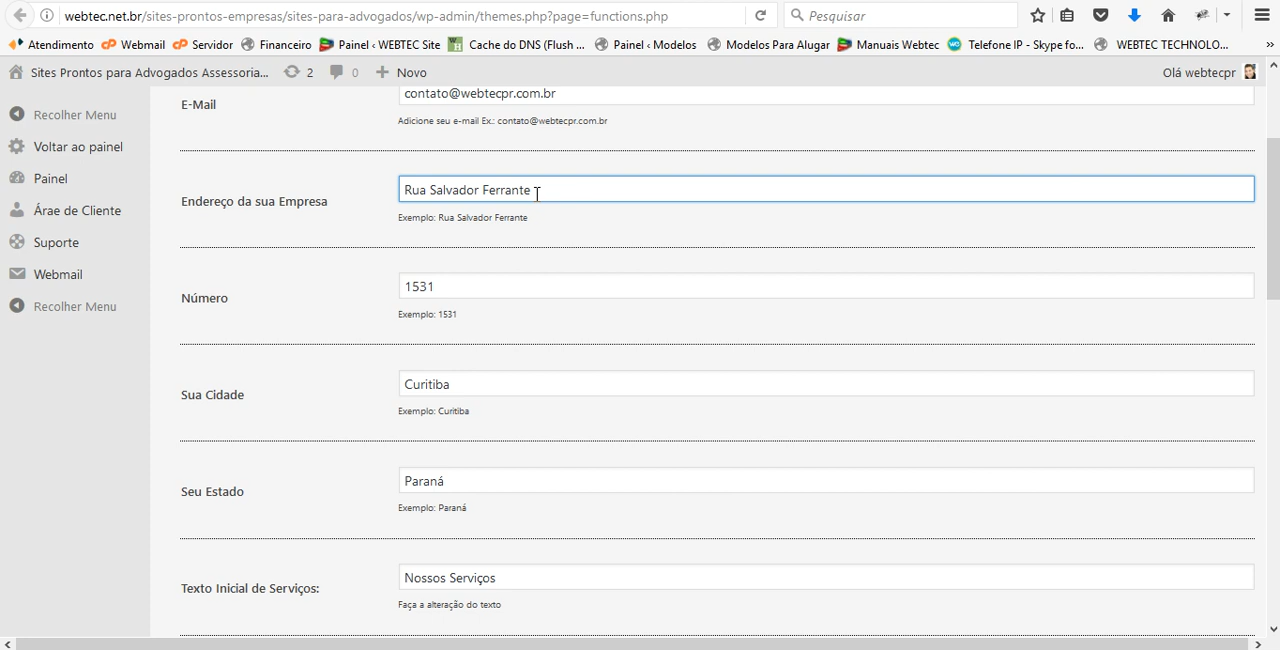 webtec.net.br/sites-prontos-empresas/sites-para-advogados/wp-admin/themes.php?page=functions.php
Pesquisar
Atendimento
Webmail
Servidor
Financeiro
Painel ‹ WEBTEC Site
Cache do DNS (Flush ...
Painel ‹ Modelos
Modelos Para Alugar
Manuais Webtec
Telefone IP - Skype fo...
WEBTEC TECHNOLO...
Sites Prontos para Advogados Assessoria...
2
0
Novo
Olá webtecpr
Recolher Menu
Voltar ao painel
Painel
Árae de Cliente
Suporte
Webmail
Recolher Menu
E-Mail
contato@webtecpr.com.br
Adicione seu e-mail Ex.: contato@webtecpr.com.br
Endereço da sua Empresa
Rua Salvador Ferrante
Exemplo: Rua Salvador Ferrante
Número
1531
Exemplo: 1531
Sua Cidade
Curitiba
Exemplo: Curitiba
Seu Estado
Paraná
Exemplo: Paraná
Texto Inicial de Serviços:
Nossos Serviços
Faça a alteração do texto